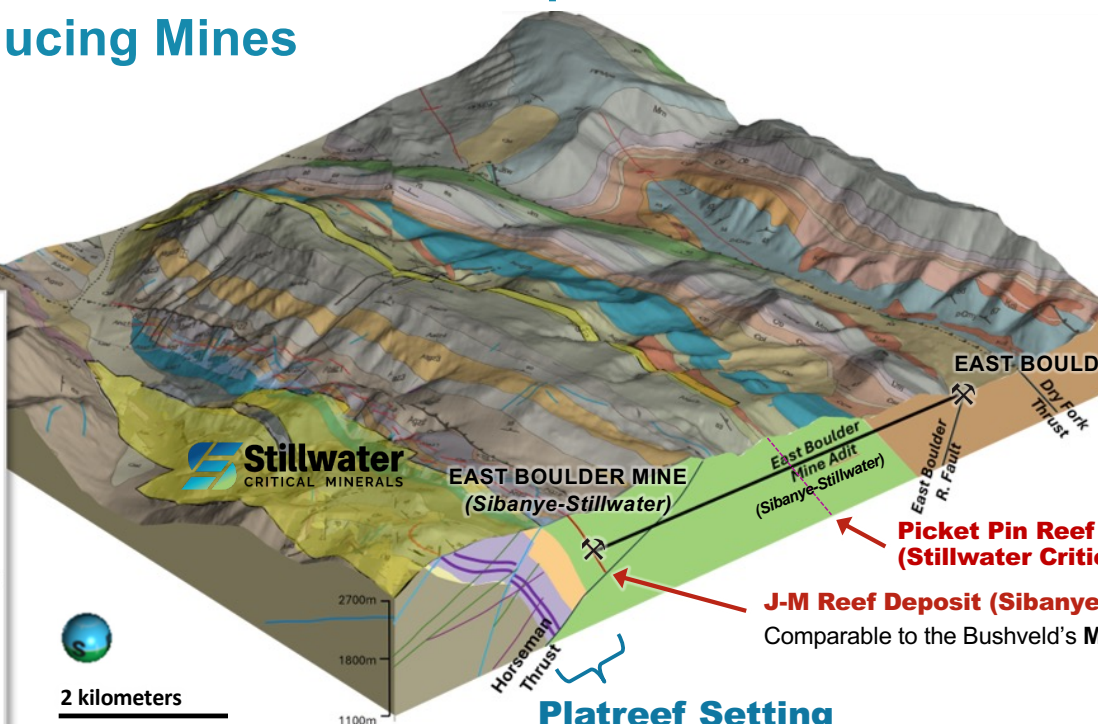 ucing Mines
EAST BOULD
Dry Fork
Thrust
East Boulder
R. Fault
East Boulder
Mine Adit
(Sibanye-Stillwater)
Stillwater
CRITICAL MINERALS
EAST BOULDER MINE
(Sibanye-Stillwater)
Picket Pin Reef
(Stillwater Critic
J-M Reef Deposit (Sibanye
Comparable to the Bushveld's M
2700m
1800m
1100m
Horseman
Thrust
S
2 kilometers
Platreef Setting